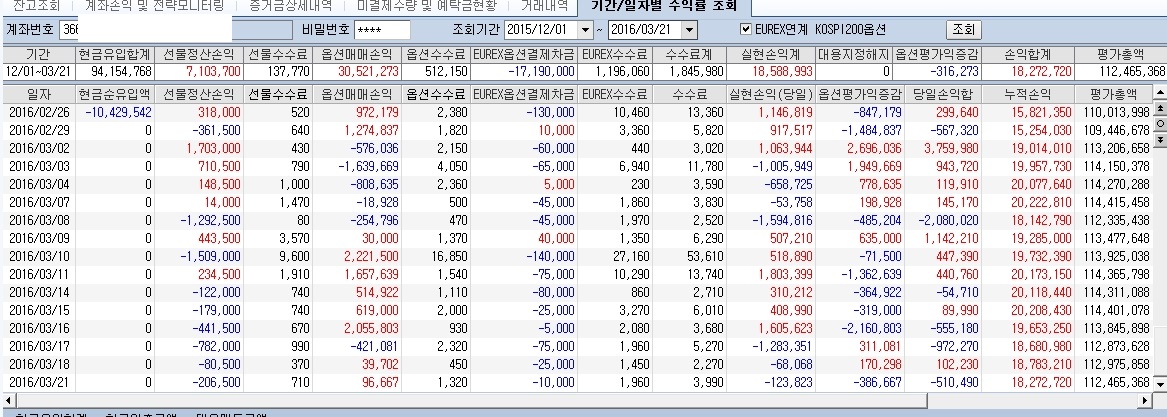 잔고조회 계좌손익 및 전략모니터링 증거금상세내역 미결제수량 및 예탁금현황 거래내역 기간/일자별 수익률 조회
계좌번호 36 비밀번호 **** 조회기간 2015/12/01 ~ 2016/03/21 EUREX연계 KOSPI200옵션 조회
기간 현금유입합계 선물정산손익 선물수수료 옵션매매손익 옵션수수료 EUREX옵션결제차금 EUREX수수료 수수료계 실현손익계 대용지정해지 옵션평가익증감 손익합계 평가총액
12/01~03/21 94,154,768 7,103,700 137,770 30,521,273 512,150 -17,190,000 1,196,060 1,845,980 18,588,993 0 -316,273 18,272,720 112,465,368
일자 현금순유입액 선물정산손익 선물수수료 옵션매매손익 옵션수수료 EUREX옵션결제차금 EUREX수수료 수수료 실현손익(당일) 옵션평가익증감 당일손익합 누적손익 평가총액
2016/02/26 -10,429,542 318,000 520 972,179 2,380 -130,000 10,460 13,360 1,146,819 -847,179 299,640 15,821,350 110,013,998
2016/02/29 0 -361,500 640 1,274,837 1,820 10,000 3,360 5,820 917,517 -1,484,837 -567,320 15,254,030 109,446,678
2016/03/02 0 1,703,000 430 -576,036 2,150 -60,000 440 3,020 1,063,944 2,696,036 3,759,980 19,014,010 113,206,658
2016/03/03 0 710,500 790 -1,639,669 4,050 -65,000 6,940 11,780 -1,005,949 1,949,669 943,720 19,957,730 114,150,378
2016/03/04 0 148,500 1,000 -808,635 2,360 5,000 230 3,590 -658,725 778,635 119,910 20,077,640 114,270,288
2016/03/07 0 14,000 1,470 -18,928 500 -45,000 1,860 3,830 -53,758 198,928 145,170 20,222,810 114,415,458
2016/03/08 0 -1,292,500 80 -254,796 470 -45,000 1,970 2,520 -1,594,816 -485,204 -2,080,020 18,142,790 112,335,438
2016/03/09 0 443,500 3,570 30,000 1,370 40,000 1,350 6,290 507,210 635,000 1,142,210 19,285,000 113,477,648
2016/03/10 0 -1,509,000 9,600 2,221,500 16,850 -140,000 27,160 53,610 518,890 -71,500 447,390 19,732,390 113,925,038
2016/03/11 0 234,500 1,910 1,657,639 1,540 -75,000 10,290 13,740 1,803,399 -1,362,639 440,760 20,173,150 114,365,798
2016/03/14 0 -122,000 740 514,922 1,110 -80,000 860 2,710 310,212 -364,922 -54,710 20,118,440 114,311,088
2016/03/15 0 -179,000 740 619,000 2,000 -25,000 3,270 6,010 408,990 -319,000 89,990 20,208,430 114,401,078
2016/03/16 0 -441,500 670 2,055,803 930 -5,000 2,080 3,680 1,605,623 -2,160,803 -555,180 19,653,250 113,845,898
2016/03/17 0 -782,000 990 -421,081 2,320 -75,000 1,960 5,270 -1,283,351 311,081 -972,270 18,680,980 112,873,628
2016/03/18 0 -80,500 370 39,702 450 -25,000 1,450 2,270 -68,068 170,298 102,230 18,783,210 112,975,858
2016/03/21 0 -206,500 710 96,667 1,320 -10,000 1,960 3,990 -123,823 -386,667 -510,490 18,272,720 112,465,368